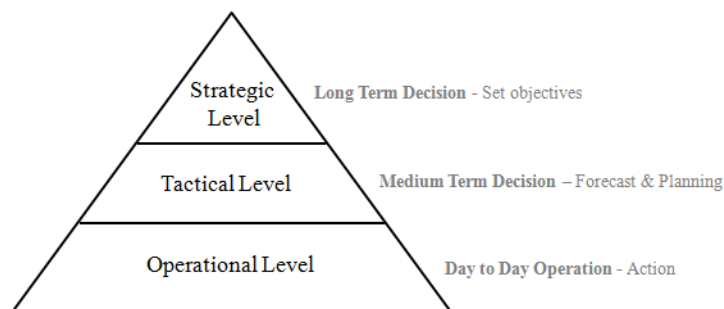 Strategic
Level
Long Term Decision - Set objectives
Tactical Level
Medium Term Decision – Forecast & Planning
Operational Level
Day to Day Operation - Action